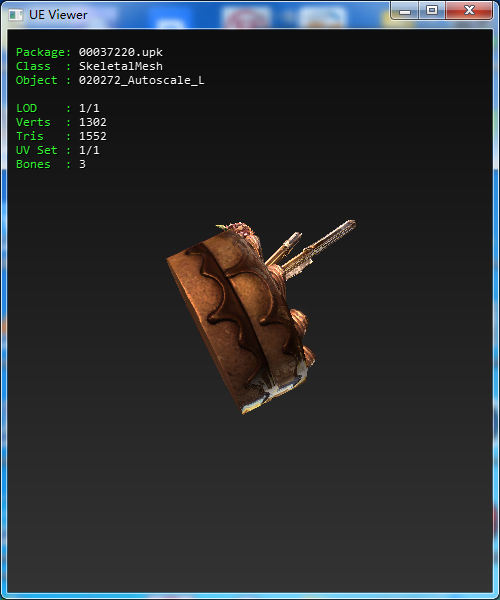 UE Viewer
Package: 00037220.upk
Class : SkeletalMesh
Object : 020272_Autoscale_L
LOD : 1/1
Verts : 1302
Tris : 1552
UV Set : 1/1
Bones : 3